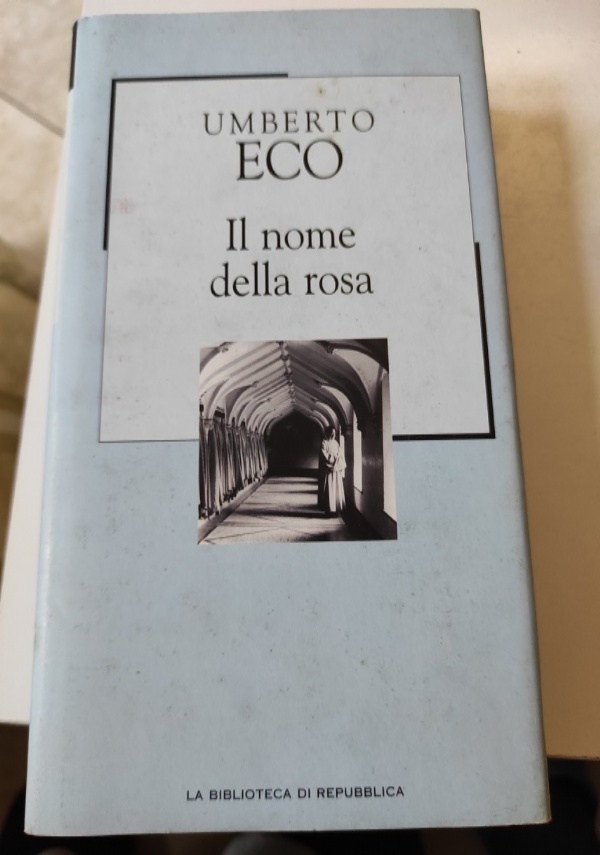 UMBERTO
ECO
Il nome
della rosa
LA BIBLIOTECA DI REPUBBLICA